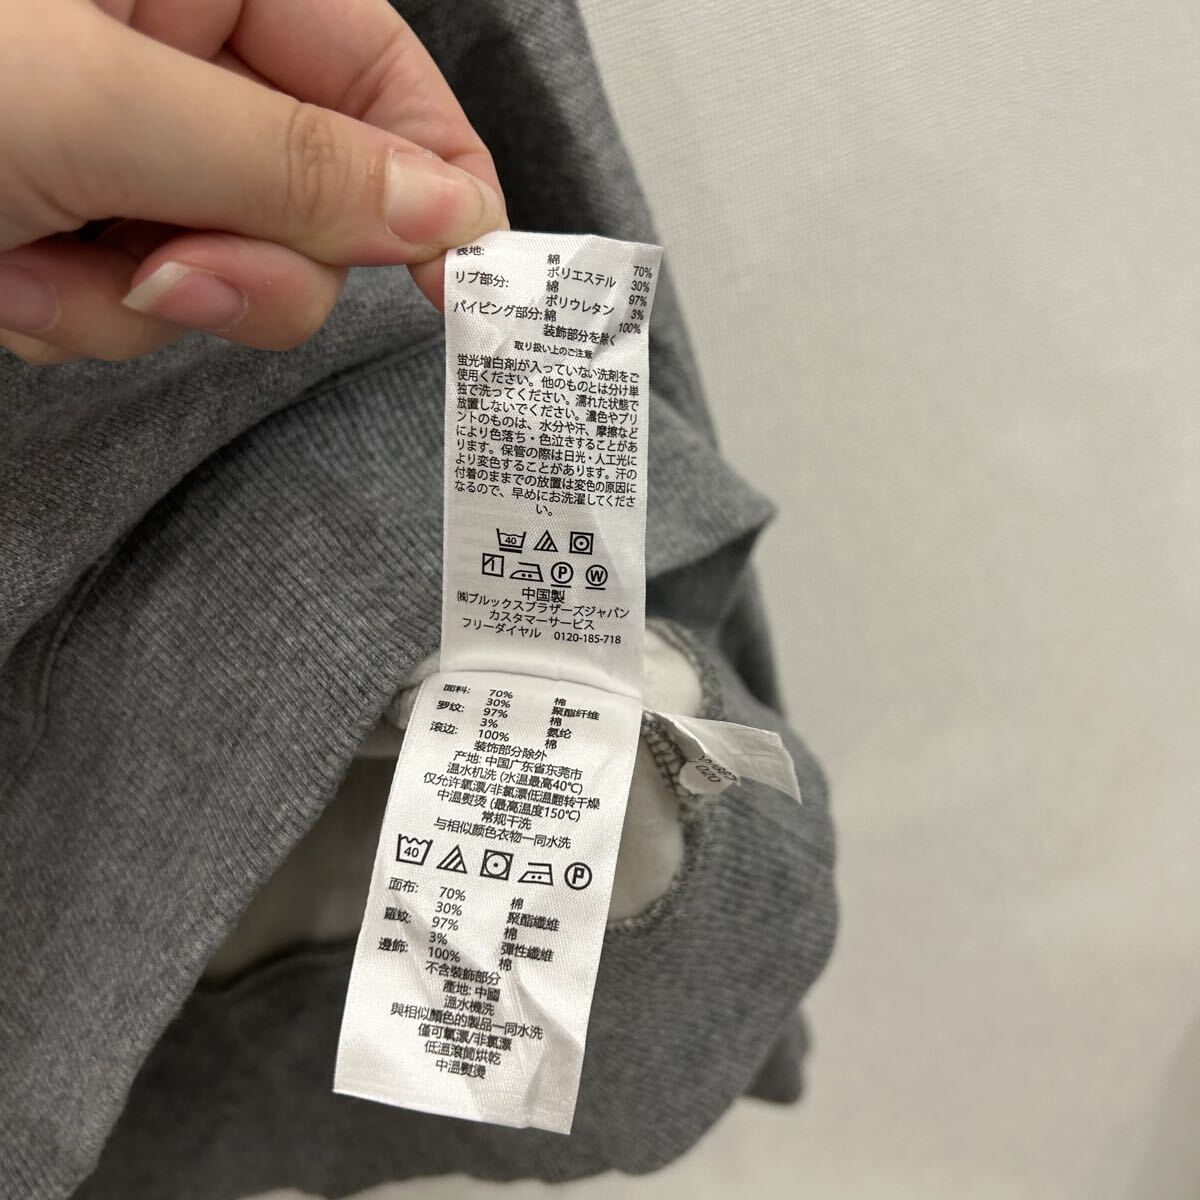 表地: 綿 70%
ポリエステル 30%
リブ部分: 綿 97%
ポリウレタン 3%
パイピング部分: 綿 100%
装飾部分を除く
取り扱い上のご注意
蛍光増白剤が入っていない洗剤をご
使用ください。他のものとは分け単
独で洗ってください。濡れた状態で
放置しないでください。濃色やプリ
ントのものは、水分や汗、摩擦など
により色落ち・色泣きすることがあ
ります。保管の際は日光・人工光に
より変色することがあります。汗の
付着のままでの放置は変色の原因に
なるので、早めにお洗濯してくださ
い。
40
P W
中国製
㈱ブルックスブラザーズジャパン
カスタマーサービス
フリーダイヤル 0120-185-718
面料: 70% 棉
30% 聚酯纤维
罗纹: 97% 棉
3% 氨纶
滚边: 100% 棉
装饰部分除外
产地: 中国广东省东莞市
温水机洗 (水温最高40℃)
仅允许氧漂/非氯漂低温翻转干燥
中温熨烫 (最高温度150℃)
常规干洗
与相似颜色衣物一同水洗
40 P
面布: 70% 棉
30% 聚酯纖維
羅紋: 97% 棉
3% 彈性纖維
邊飾: 100% 棉
不含裝飾部分
產地: 中國
溫水機洗
與相似顏色的製品一同水洗
僅可氧漂/非氯漂
低溫滾筒烘乾
中溫熨燙
020